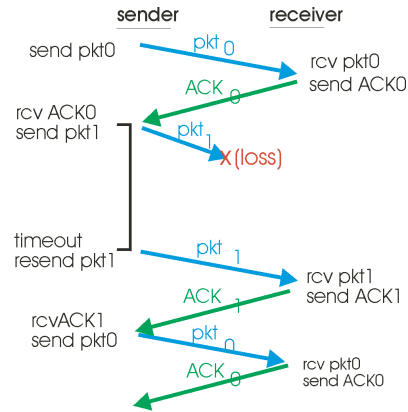 sender receiver
send pkt0
pkt 0
rcv pkt0
send ACK0
ACK 0
rcv ACK0
send pkt1
pkt 1
X (loss)
timeout
resend pkt1
pkt 1
rcv pkt1
send ACK1
ACK 1
rcvACK1
send pkt0
pkt 0
rcv pkt0
send ACK0
ACK 0